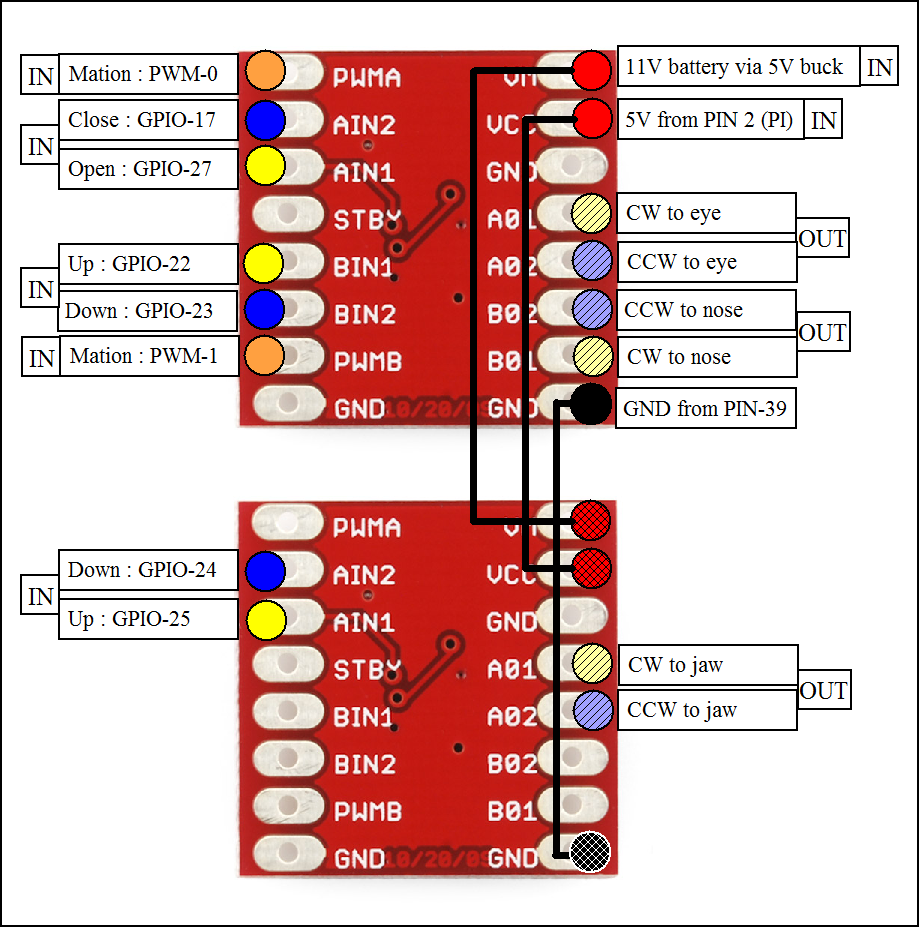 IN Mation : PWM-0 PWMA VM 11V battery via 5V buck IN
Close : GPIO-17 AIN2 VCC 5V from PIN 2 (PI) IN
IN
Open : GPIO-27 AIN1 GND
STBY A01 CW to eye
OUT
Up : GPIO-22 BIN1 A02 CCW to eye
IN
Down : GPIO-23 BIN2 B02 CCW to nose
OUT
IN Mation : PWM-1 PWMB B01 CW to nose
GND 10/20/09 GND GND from PIN-39
PWMA VM
Down : GPIO-24 AIN2 VCC
IN
Up : GPIO-25 AIN1 GND
STBY A01 CW to jaw
OUT
BIN1 A02 CCW to jaw
BIN2 B02
PWMB B01
GND 10/20/09 GND